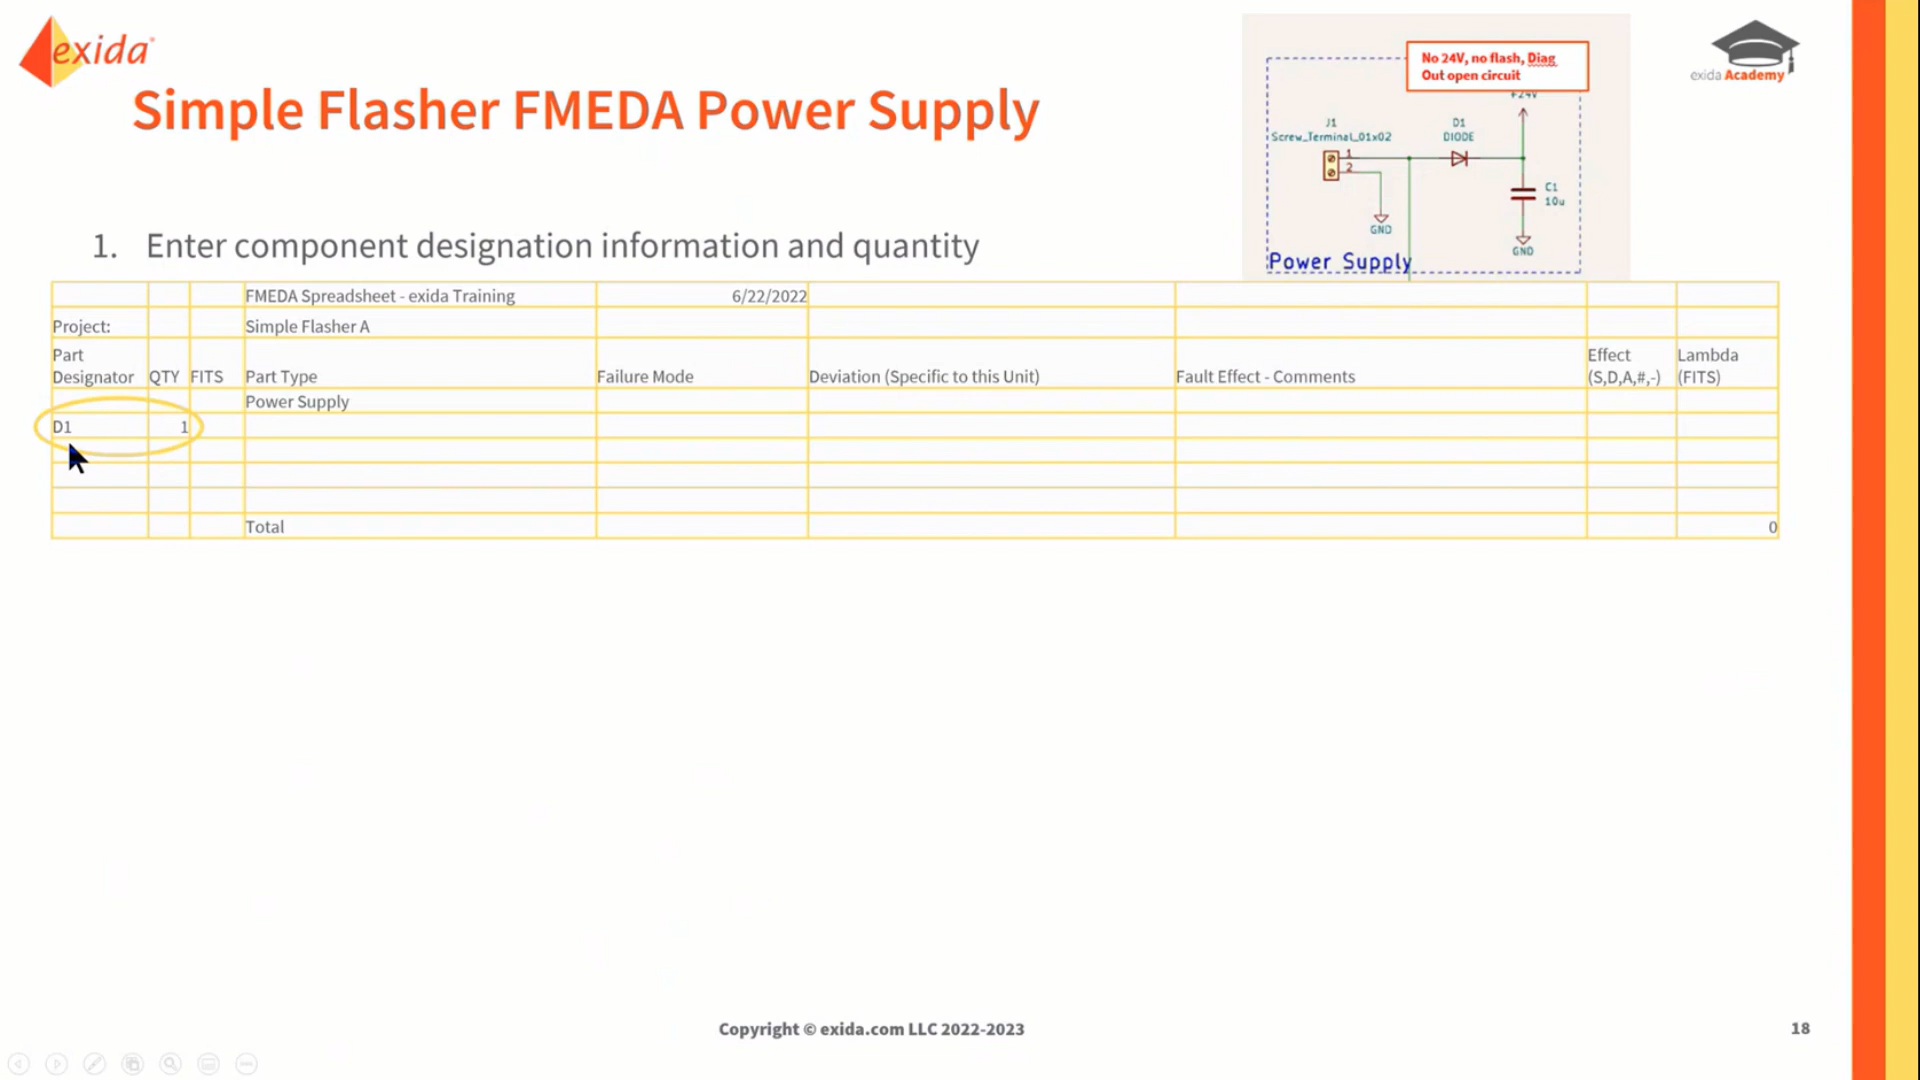 exida
Simple Flasher FMEDA Power Supply
No 24V, no flash, Diag
Out open circuit
+24V
J1
Screw_Terminal_01x02
D1
DIODE
1
2
C1
10u
GND
GND
Power Supply
exida Academy
1. Enter component designation information and quantity
FMEDA Spreadsheet - exida Training 6/22/2022
Project: Simple Flasher A
Part Designator QTY FITS Part Type Failure Mode Deviation (Specific to this Unit) Fault Effect - Comments Effect (S,D,A,#,-) Lambda (FITS)
Power Supply
D1 1
Total 0
Copyright © exida.com LLC 2022-2023
18